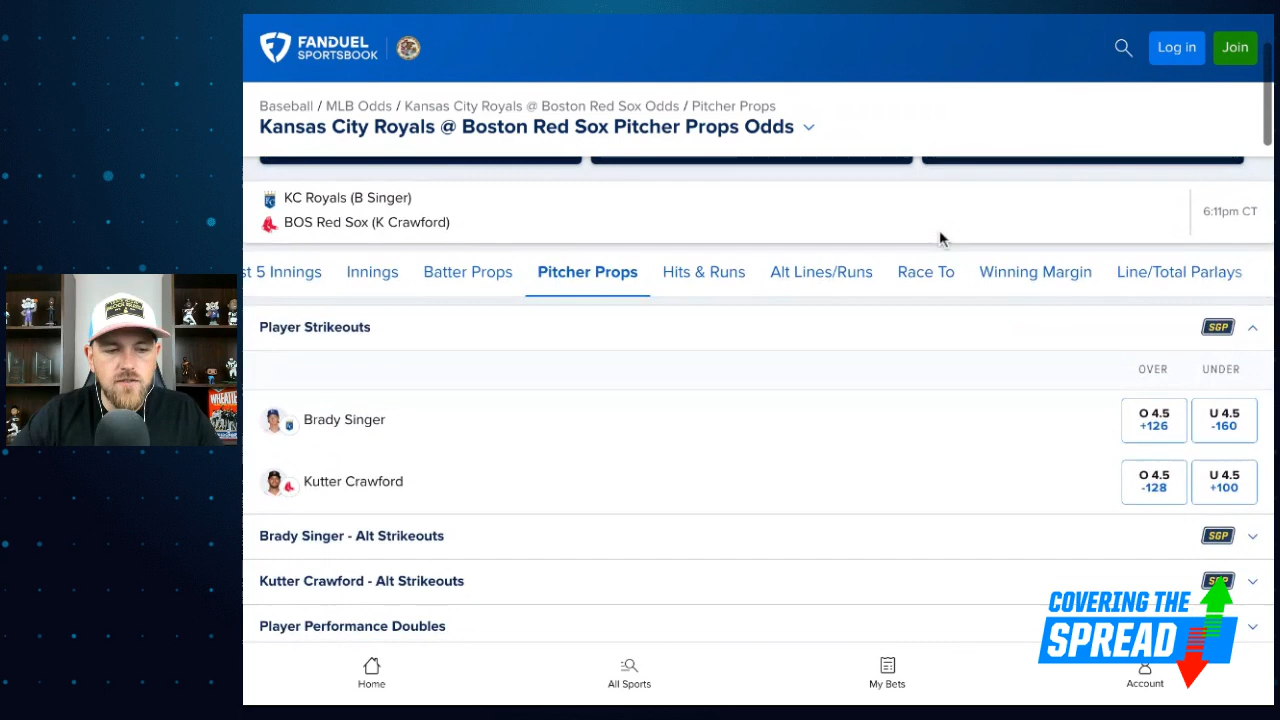 FANDUEL
SPORTSBOOK
Log in
Join
Baseball / MLB Odds / Kansas City Royals @ Boston Red Sox Odds / Pitcher Props
Kansas City Royals @ Boston Red Sox Pitcher Props Odds
KC Royals (B Singer)
BOS Red Sox (K Crawford)
6:11pm CT
st 5 Innings
Innings
Batter Props
Pitcher Props
Hits & Runs
Alt Lines/Runs
Race To
Winning Margin
Line/Total Parlays
Player Strikeouts
SGP
OVER
UNDER
Brady Singer
O 4.5
+126
U 4.5
-160
Kutter Crawford
O 4.5
-128
U 4.5
+100
Brady Singer - Alt Strikeouts
SGP
Kutter Crawford - Alt Strikeouts
SGP
Player Performance Doubles
COVERING THE
SPREAD
Home
All Sports
My Bets
Account
WHEATIES